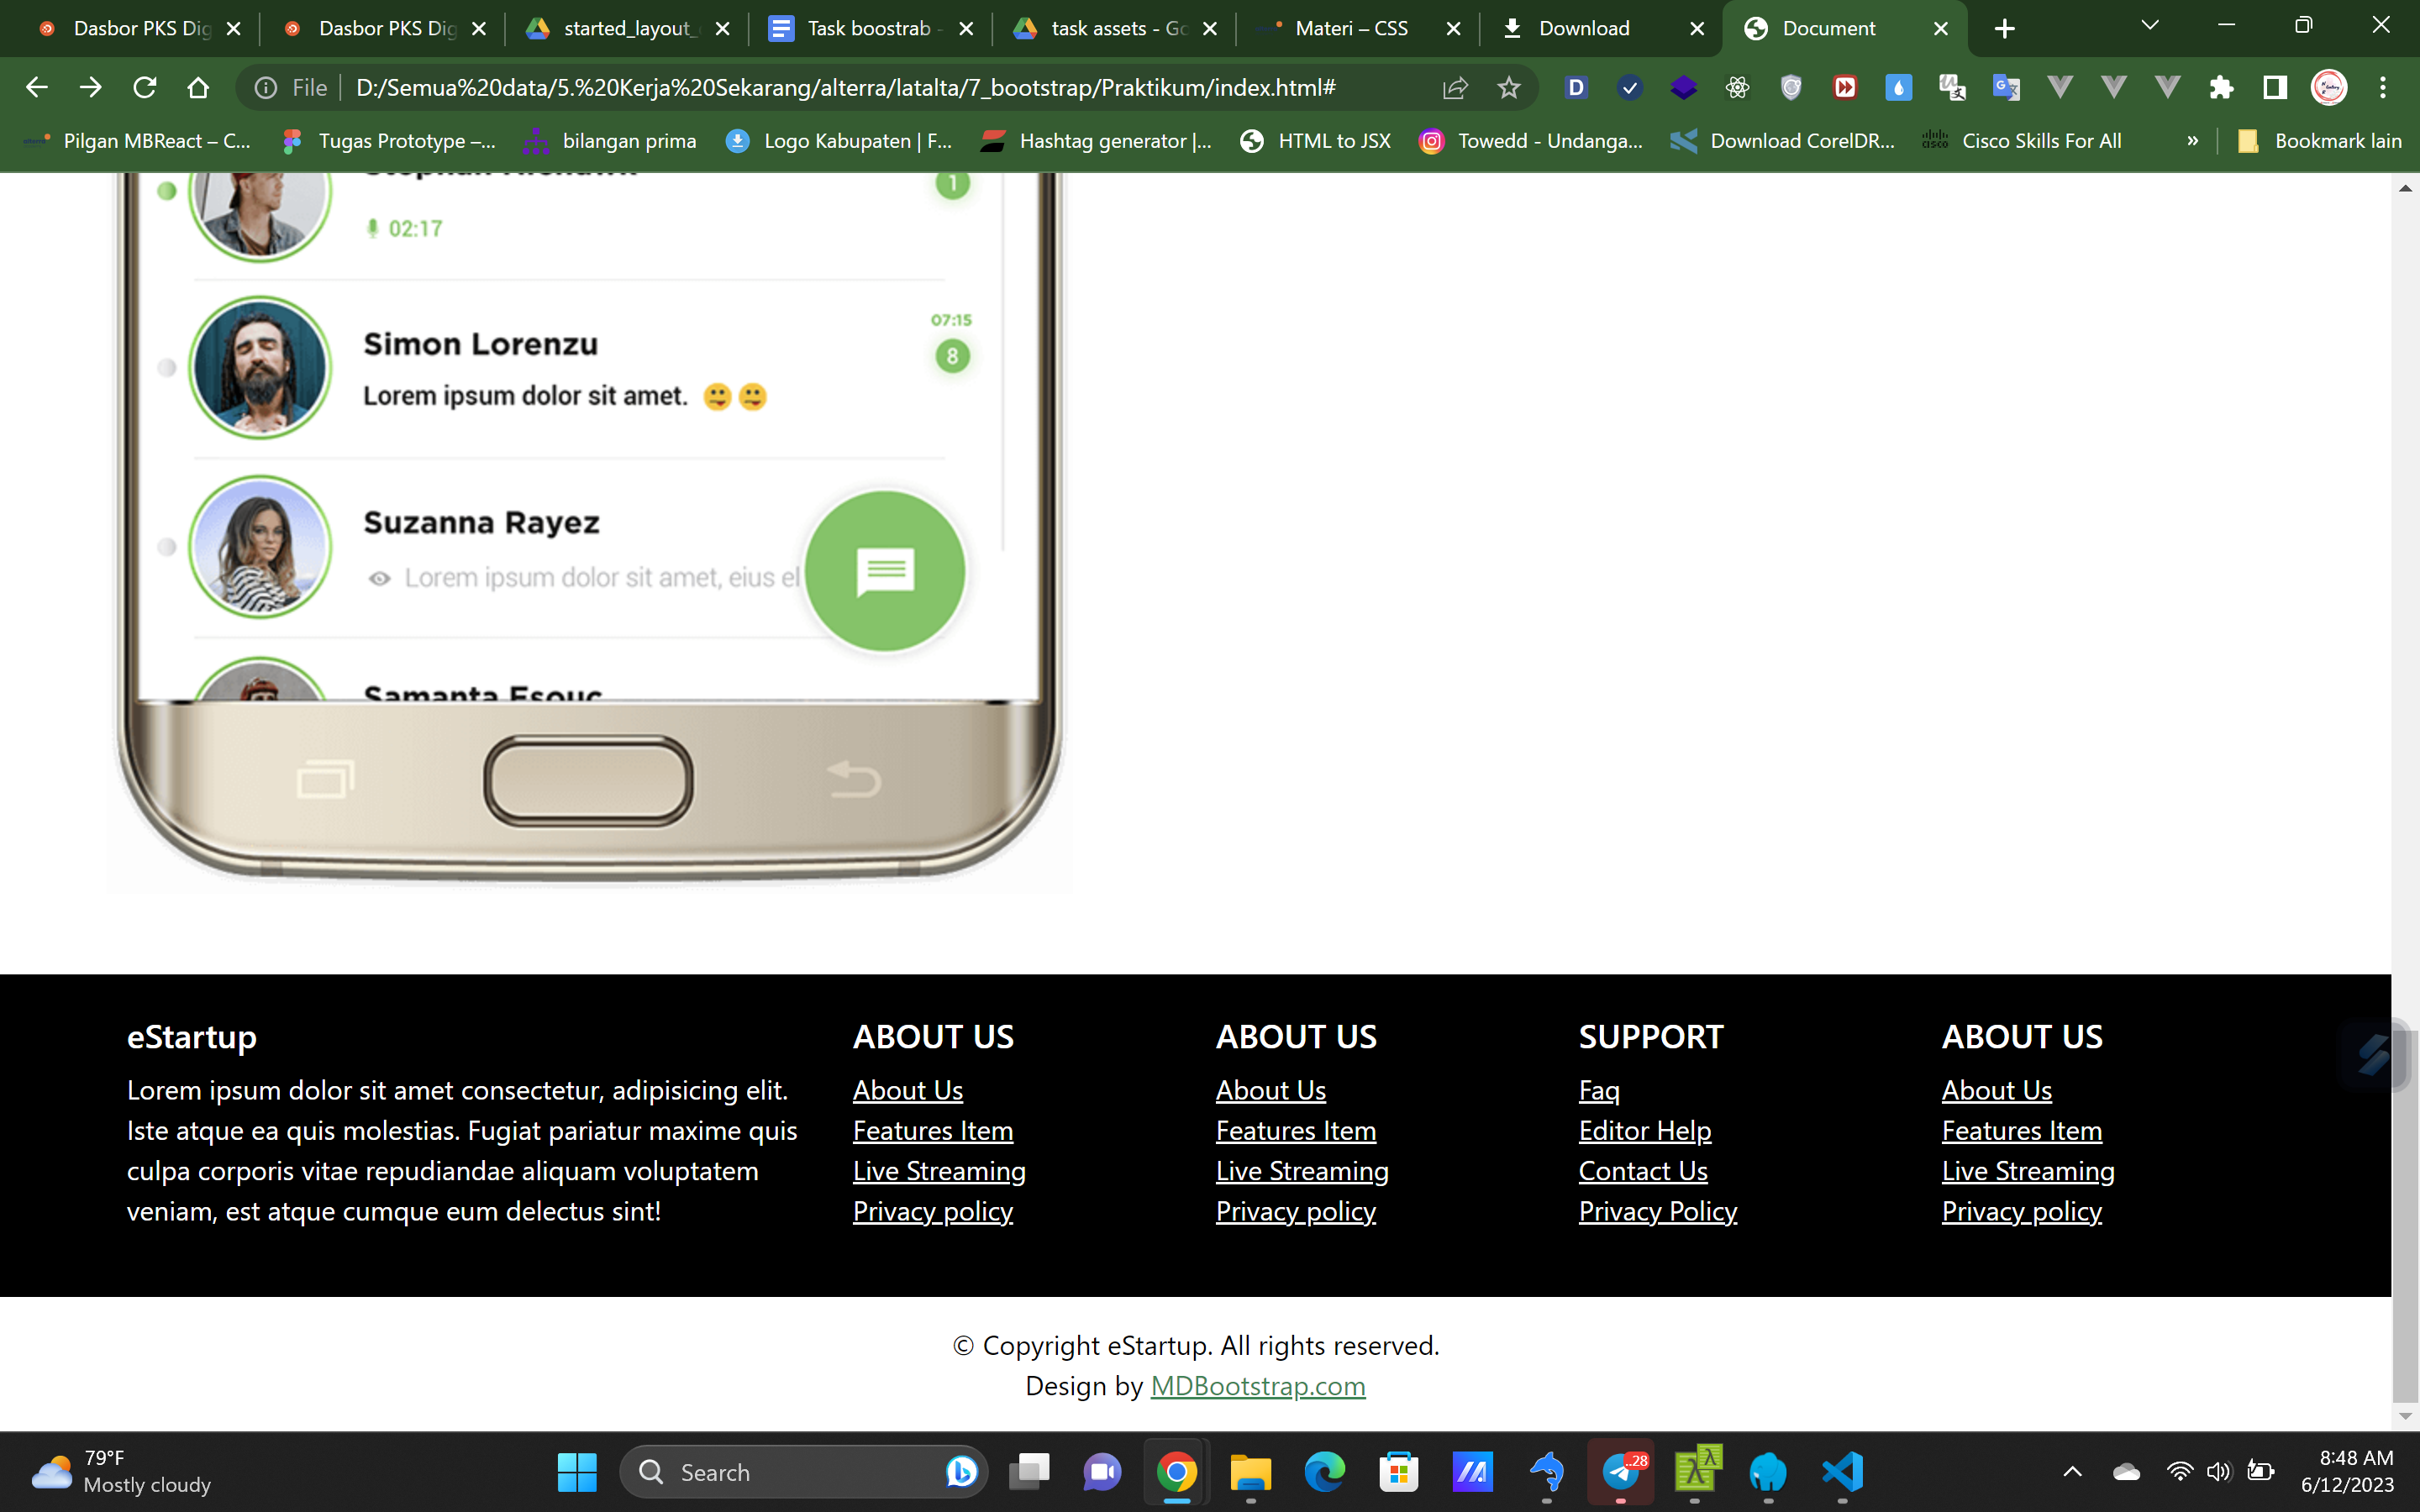 Dasbor PKS Dig
Dasbor PKS Dig
started_layout_
Task boostrab -
task assets - Go
Materi – CSS
Download
Document
File
D:/Semua%20data/5.%20Kerja%20Sekarang/alterra/latalta/7_bootstrap/Praktikum/index.html#
Pilgan MBReact – C...
Tugas Prototype –...
bilangan prima
Logo Kabupaten | F...
Hashtag generator |...
HTML to JSX
Towedd - Undanga...
Download CorelDR...
Cisco Skills For All
»
Bookmark lain
1
02:17
Simon Lorenzu
07:15
8
Lorem ipsum dolor sit amet.
Suzanna Rayez
Lorem ipsum dolor sit amet, eius el
Samanta Esouc
eStartup
Lorem ipsum dolor sit amet consectetur, adipisicing elit.
Iste atque ea quis molestias. Fugiat pariatur maxime quis
culpa corporis vitae repudiandae aliquam voluptatem
veniam, est atque cumque eum delectus sint!
ABOUT US
About Us
Features Item
Live Streaming
Privacy policy
ABOUT US
About Us
Features Item
Live Streaming
Privacy policy
SUPPORT
Faq
Editor Help
Contact Us
Privacy Policy
ABOUT US
About Us
Features Item
Live Streaming
Privacy policy
© Copyright eStartup. All rights reserved.
Design by MDBootstrap.com
79°F
Mostly cloudy
Search
..28
8:48 AM
6/12/2023